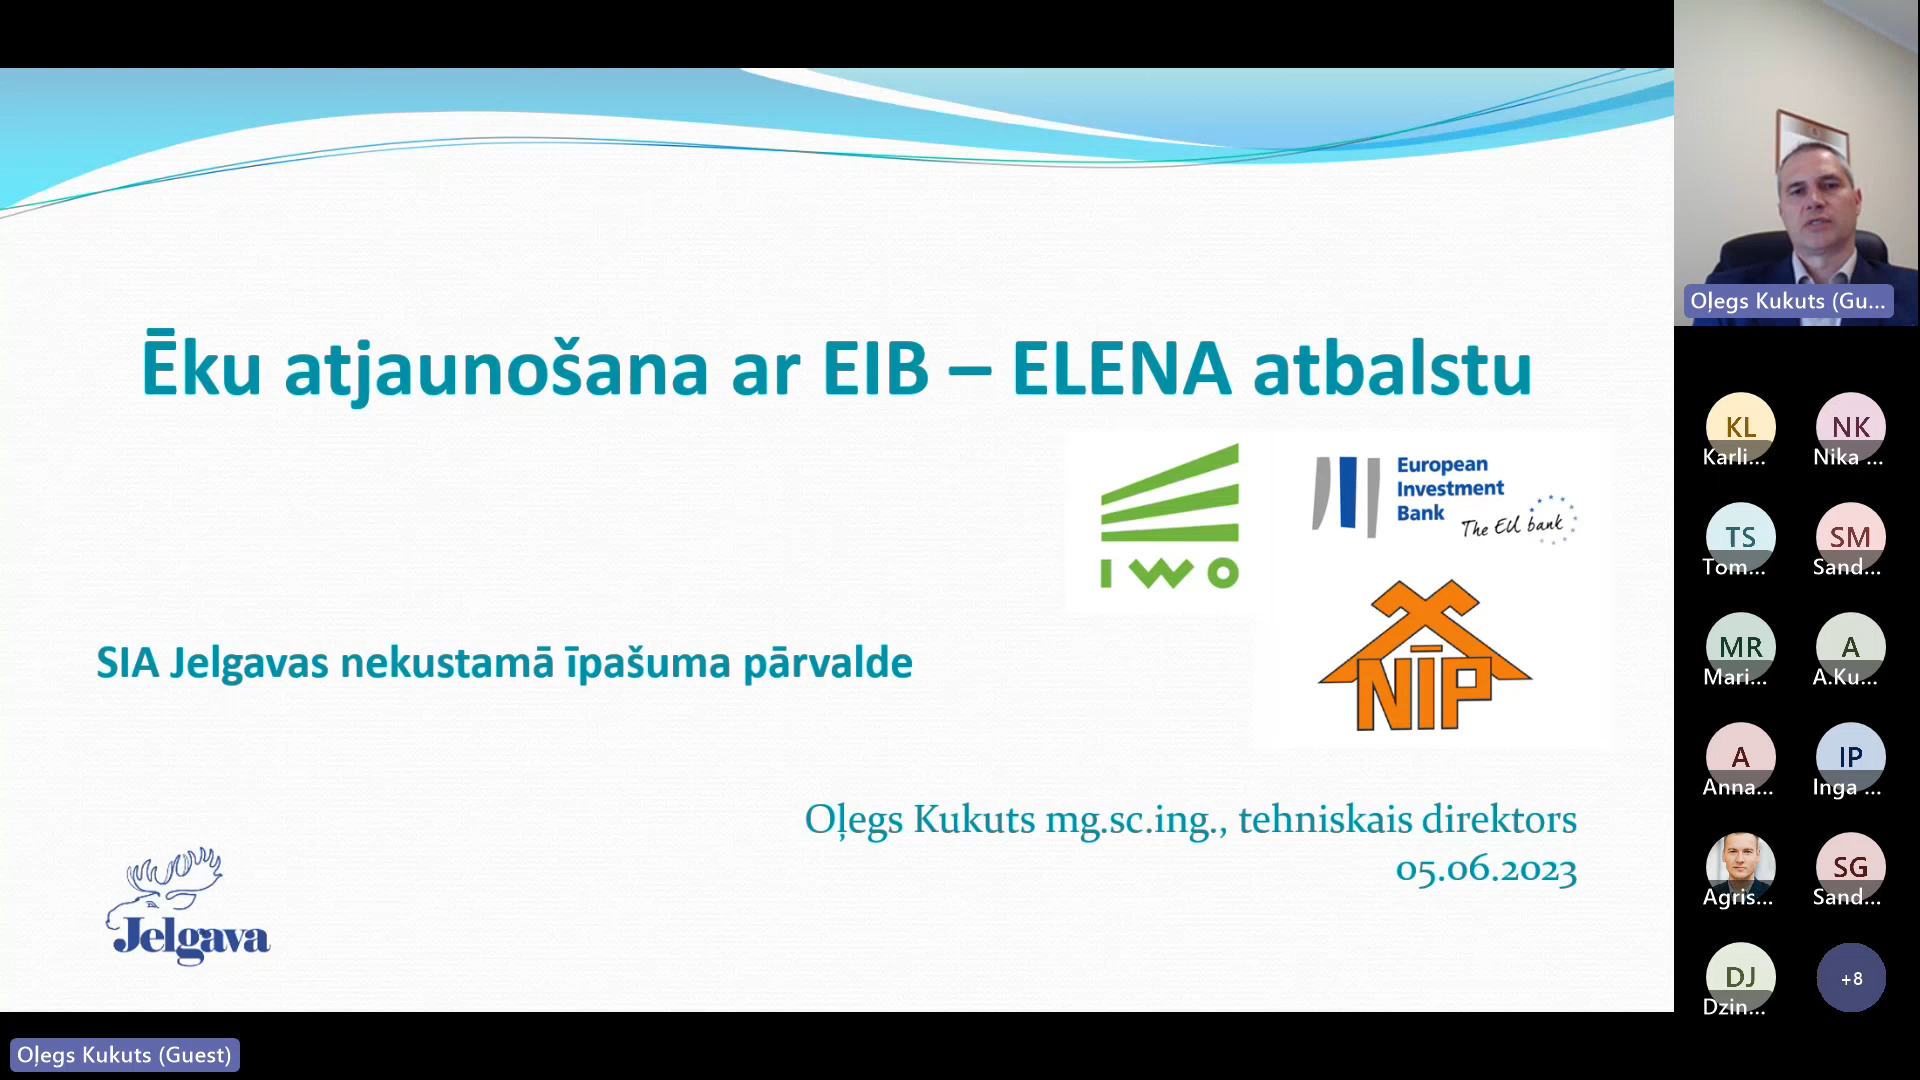 Ēku atjaunošana ar EIB – ELENA atbalstu
IWO
European
Investment
Bank
The EU bank
NĪP
SIA Jelgavas nekustamā īpašuma pārvalde
Oļegs Kukuts mg.sc.ing., tehniskais direktors
05.06.2023
Jelgava
Oļegs Kukuts (Guest)
Oļegs Kukuts (Gu...
KL
Karli...
NK
Nika ...
TS
Tom...
SM
Sand...
MR
Mari...
A
A.Ku...
A
Anna...
IP
Inga ...
Agris...
SG
Sand...
DJ
Dzin...
+8